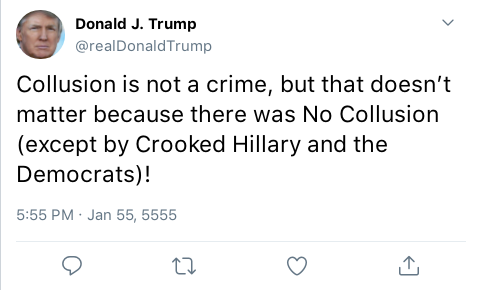 Donald J. Trump
@realDonaldTrump
Collusion is not a crime, but that doesn’t
matter because there was No Collusion
(except by Crooked Hillary and the
Democrats)!
5:55 PM · Jan 55, 5555